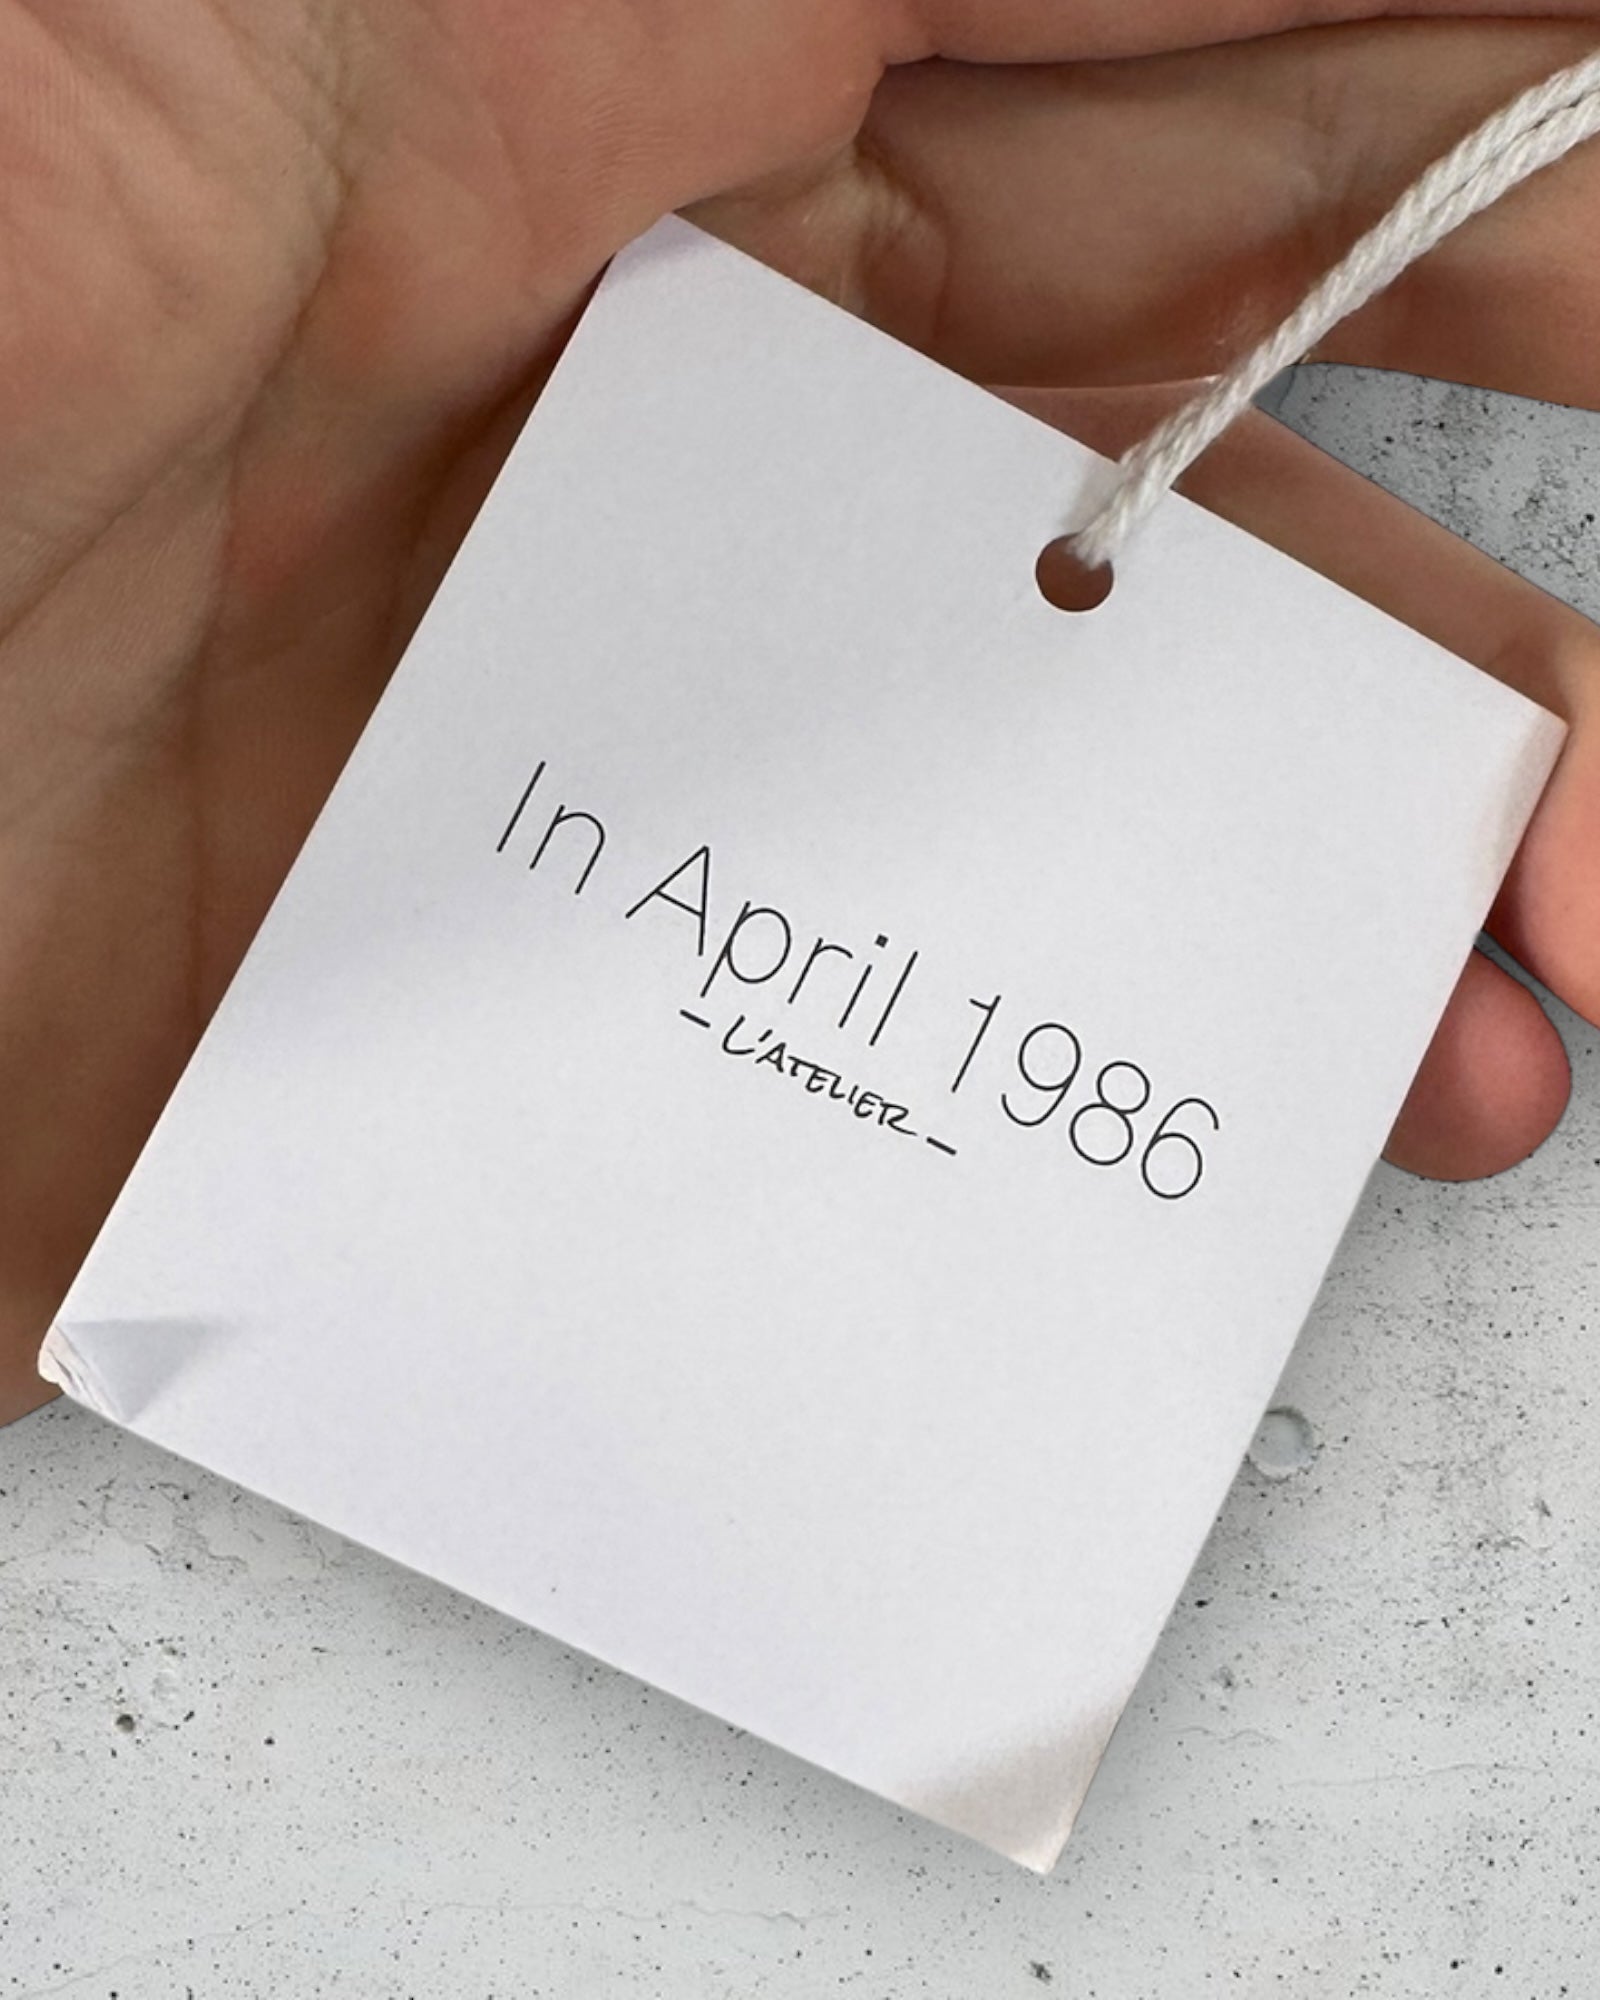 In April 1986
- L'ATELIER -